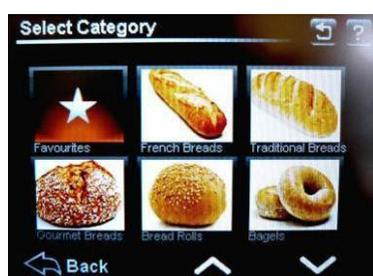 Select Category
?
Favourites
French Breads
Traditional Breads
Gourmet Breads
Bread Rolls
Bagels
Back